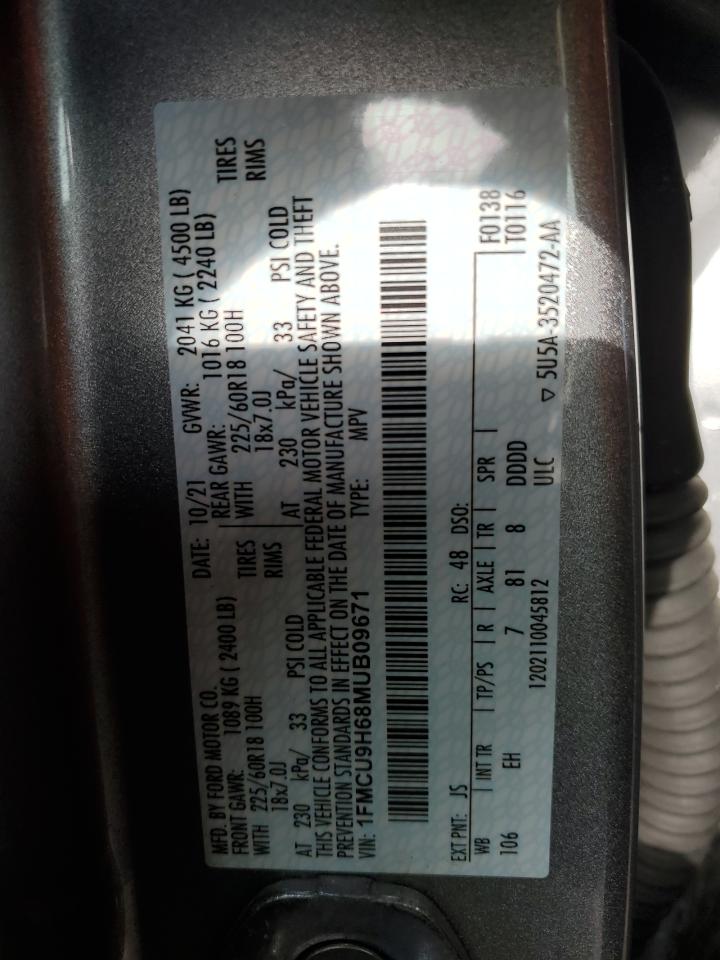 MFD. BY FORD MOTOR CO. DATE: 10/21 GVWR: 2041 KG ( 4500 LB)
FRONT GAWR: 1089 KG ( 2400 LB) REAR GAWR: 1016 KG ( 2240 LB)
WITH 225/60R18 100H TIRES WITH 225/60R18 100H TIRES
18x7.0J RIMS 18x7.0J RIMS
AT 230 kPa/ 33 PSI COLD AT 230 kPa/ 33 PSI COLD
THIS VEHICLE CONFORMS TO ALL APPLICABLE FEDERAL MOTOR VEHICLE SAFETY AND THEFT
PREVENTION STANDARDS IN EFFECT ON THE DATE OF MANUFACTURE SHOWN ABOVE.
VIN: 1FMCU9H68MUB09671 TYPE: MPV
EXT PNT: JS RC: 48 DSO: F0138
WB INT TR TP/PS R AXLE TR SPR T0116
106 EH 7 81 8 DDDD
1202110045812 ULC ▽ 5U5A-3520472-AA